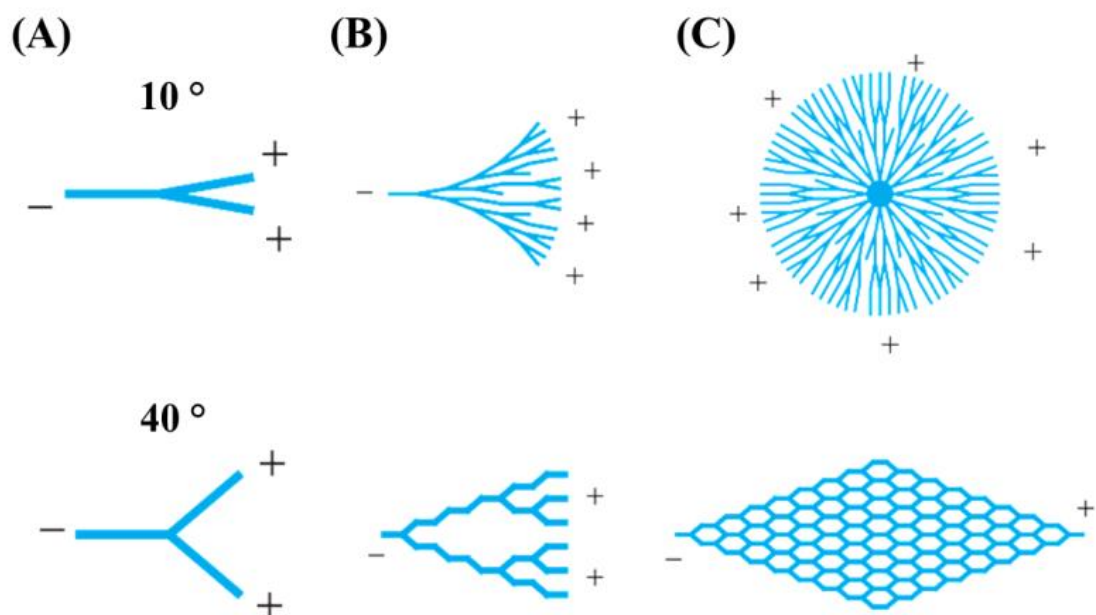 (A) (B) (C)
10 °
+ + + + + + +
− + − + + +
+ + + +
+
40 °
+ + +
− + − + − +